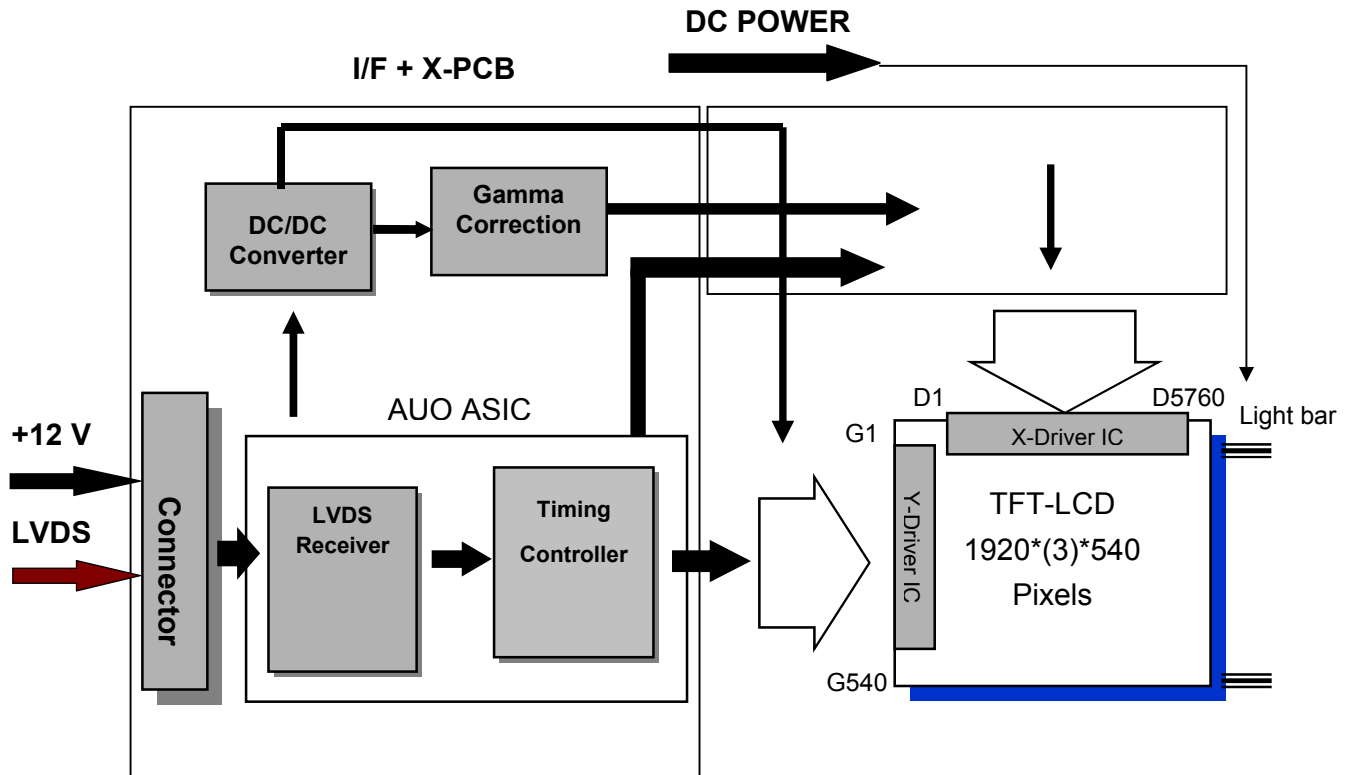 DC POWER
I/F + X-PCB
Gamma
Correction
DC/DC
Converter
AUO ASIC
D1
D5760
Light bar
+12 V
G1
X-Driver IC
Connector
LVDS
LVDS
Receiver
Timing
Controller
Y-Driver IC
TFT-LCD
1920*(3)*540
Pixels
G540